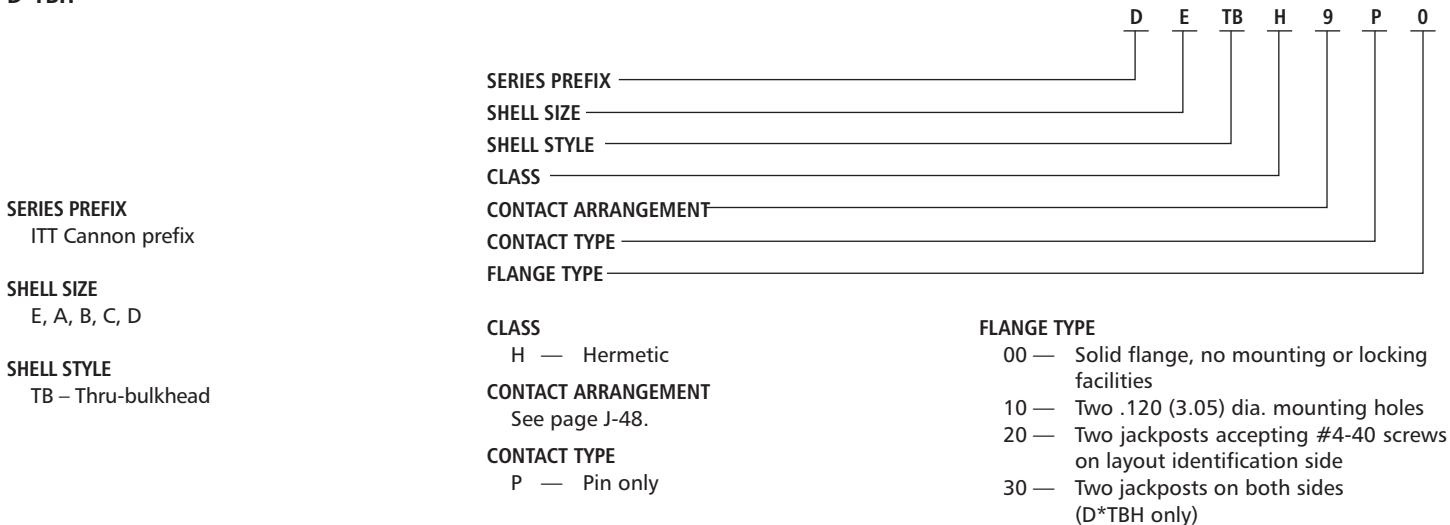 D E TB H 9 P 0
SERIES PREFIX
SHELL SIZE
SHELL STYLE
CLASS
CONTACT ARRANGEMENT
CONTACT TYPE
FLANGE TYPE
SERIES PREFIX
ITT Cannon prefix
SHELL SIZE
E, A, B, C, D
SHELL STYLE
TB – Thru-bulkhead
CLASS
H — Hermetic
CONTACT ARRANGEMENT
See page J-48.
CONTACT TYPE
P — Pin only
FLANGE TYPE
00 — Solid flange, no mounting or locking
facilities
10 — Two .120 (3.05) dia. mounting holes
20 — Two jackposts accepting #4-40 screws
on layout identification side
30 — Two jackposts on both sides
(D*TBH only)